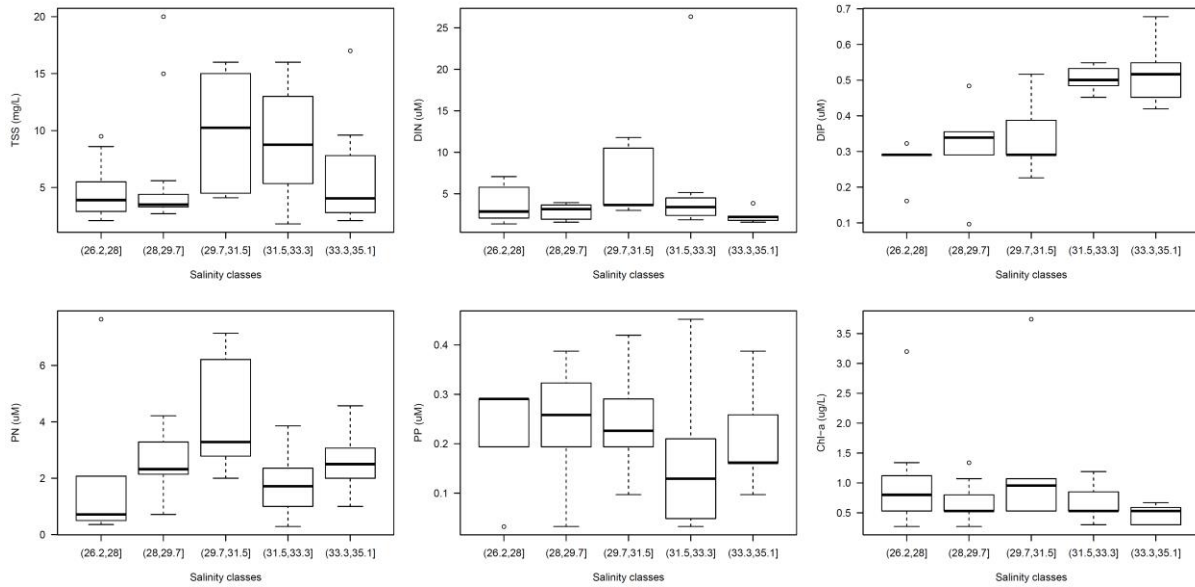 TSS (mg/L)
20
15
10
5
(26.2,28] (28,29.7] (29.7,31.5] (31.5,33.3] (33.3,35.1]
Salinity classes
DIN (uM)
25
20
15
10
5
(26.2,28] (28,29.7] (29.7,31.5] (31.5,33.3] (33.3,35.1]
Salinity classes
DIP (uM)
0.7
0.6
0.5
0.4
0.3
0.2
0.1
(26.2,28] (28,29.7] (29.7,31.5] (31.5,33.3] (33.3,35.1]
Salinity classes
PN (uM)
6
4
2
0
(26.2,28] (28,29.7] (29.7,31.5] (31.5,33.3] (33.3,35.1]
Salinity classes
PP (uM)
0.4
0.3
0.2
0.1
(26.2,28] (28,29.7] (29.7,31.5] (31.5,33.3] (33.3,35.1]
Salinity classes
Chl-a (ug/L)
3.5
3.0
2.5
2.0
1.5
1.0
0.5
(26.2,28] (28,29.7] (29.7,31.5] (31.5,33.3] (33.3,35.1]
Salinity classes